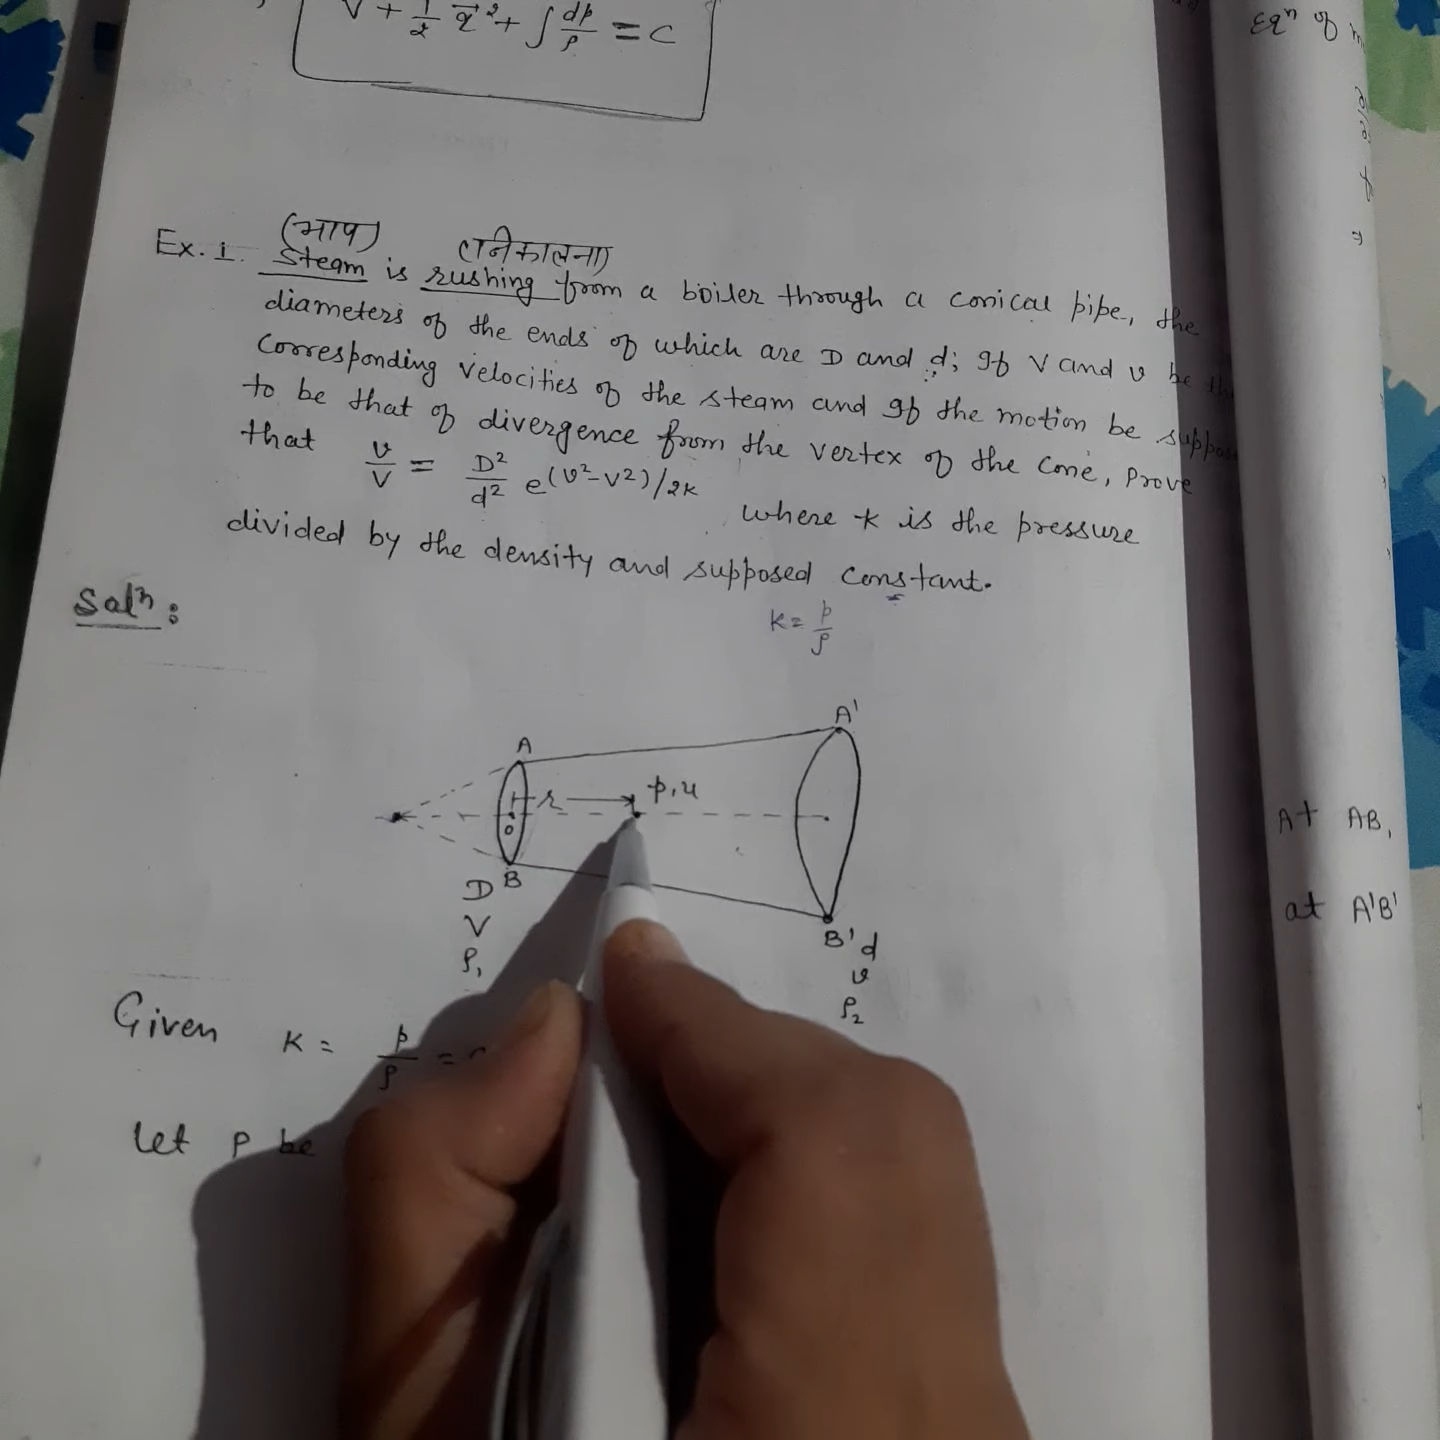 V + 1/2 q⃗² + ∫ dp/ρ = C
(भाप) (निकालना)
Ex. 1. Steam is rushing from a boiler through a conical pipe, the
diameters of the ends of which are D and d; If V and v be the
corresponding velocities of the steam and If the motion be suppos
to be that of divergence from the vertex of the cone, prove
that v/V = D²/d² e(v²-V²)/2K where k is the pressure
divided by the density and supposed constant.
K = p/ρ
Solⁿ:
A A'
r p, u
O
B B'
D d
V v
ρ₁ ρ₂
Given K = p/ρ =
Let P be
Eqⁿ of
At AB,
at A'B'